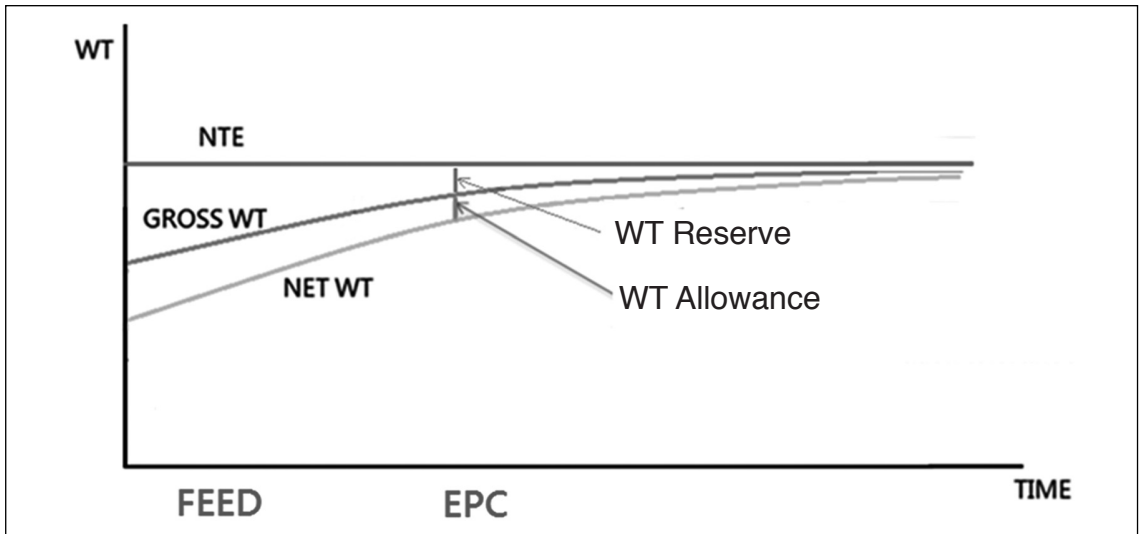 WT
NTE
GROSS WT
WT Reserve
NET WT
WT Allowance
TIME
FEED
EPC